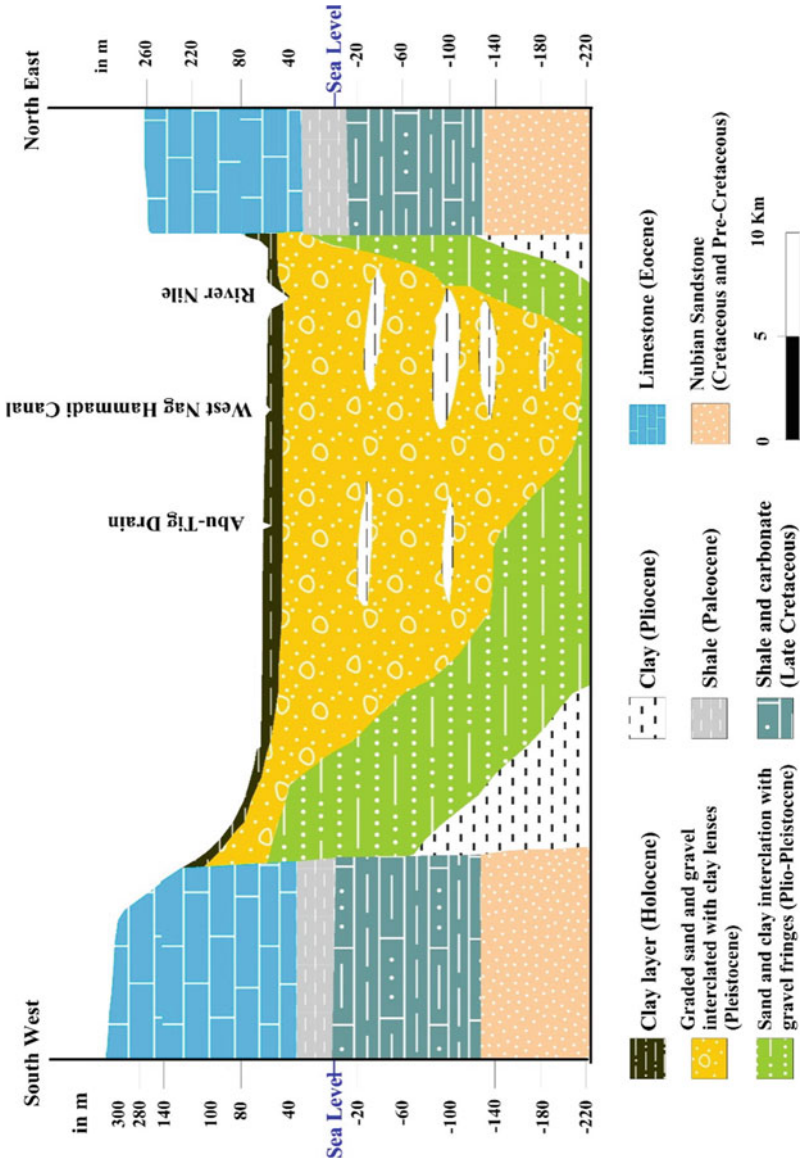 South West
North East
in m
300
280
140
100
80
40
Sea Level
-20
-60
-100
-140
-180
-220
Abu-Tig Drain
West Nag Hammadi Canal
River Nile
in m
260
220
80
40
Sea Level
-20
-60
-100
-140
-180
-220
Clay layer (Holocene)
Graded sand and gravel
interclated with clay lenses
(Pleistocene)
Sand and clay interclation with
gravel fringes (Plio-Pleistocene)
Clay (Pliocene)
Shale (Paleocene)
Shale and carbonate
(Late Cretaceous)
Limestone (Eocene)
Nubian Sandstone
(Cretaceous and Pre-Cretaceous)
0 5 10 Km